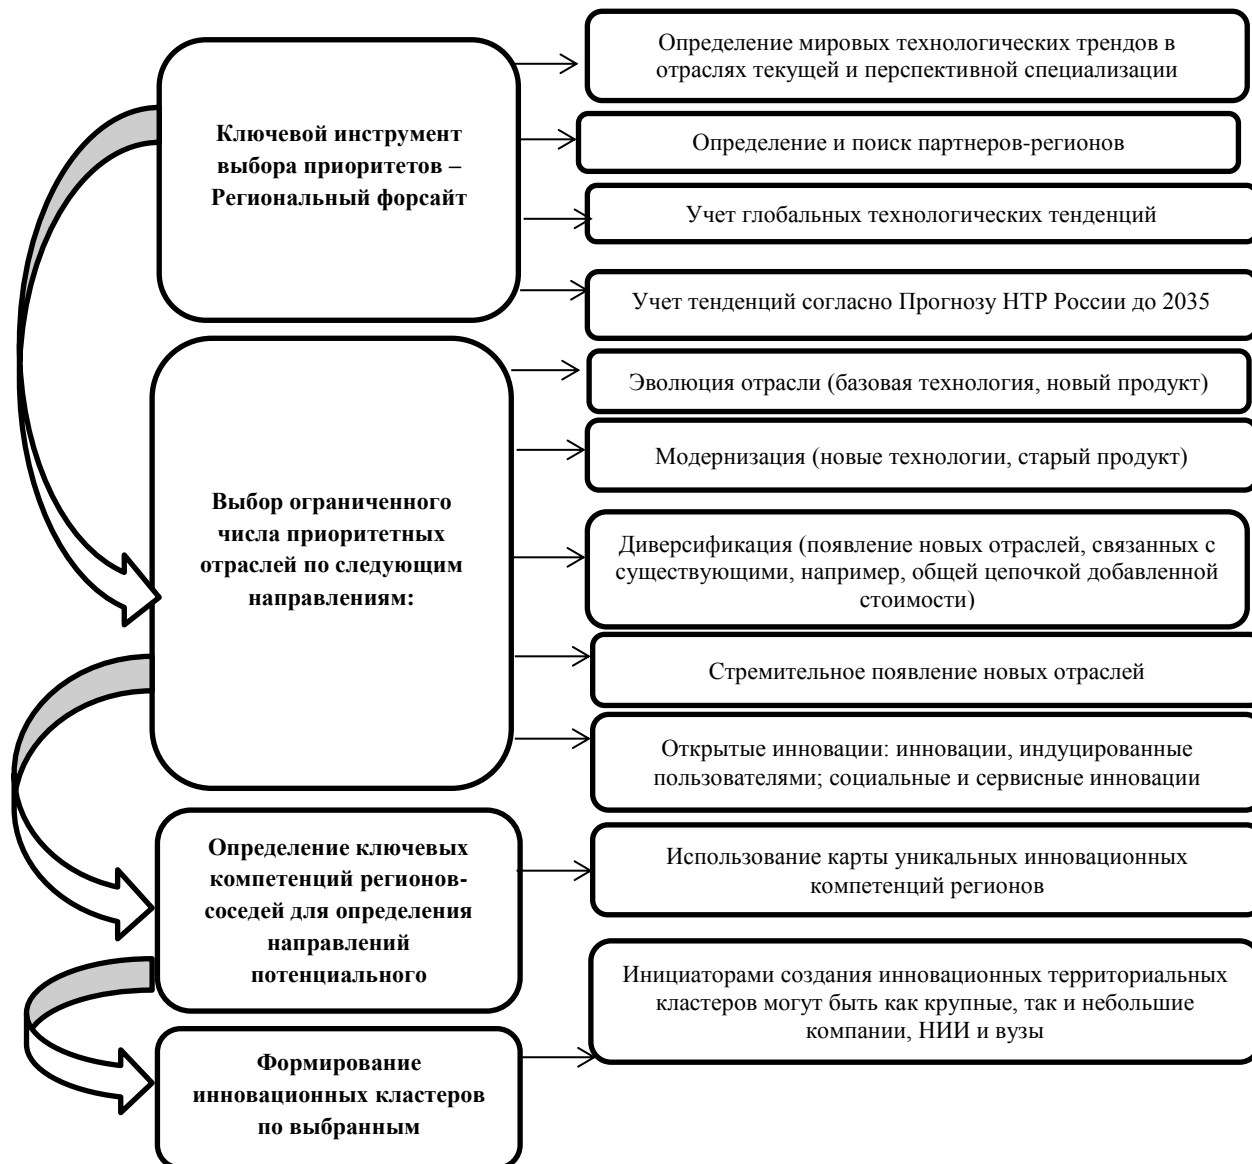 Ключевой инструмент
выбора приоритетов –
Региональный форсайт
Определение мировых технологических трендов в
отраслях текущей и перспективной специализации
Определение и поиск партнеров-регионов
Учет глобальных технологических тенденций
Учет тенденций согласно Прогнозу НТР России до 2035
Выбор ограниченного
числа приоритетных
отраслей по следующим
направлениям:
Эволюция отрасли (базовая технология, новый продукт)
Модернизация (новые технологии, старый продукт)
Диверсификация (появление новых отраслей, связанных с
существующими, например, общей цепочкой добавленной
стоимости)
Стремительное появление новых отраслей
Открытые инновации: инновации, индуцированные
пользователями; социальные и сервисные инновации
Определение ключевых
компетенций регионов-
соседей для определения
направлений
потенциального
Использование карты уникальных инновационных
компетенций регионов
Формирование
инновационных кластеров
по выбранным
Инициаторами создания инновационных территориальных
кластеров могут быть как крупные, так и небольшие
компании, НИИ и вузы